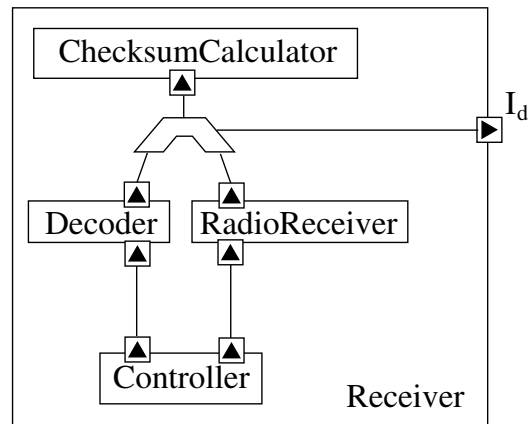 ChecksumCalculator
I_d
Decoder
RadioReceiver
Controller
Receiver